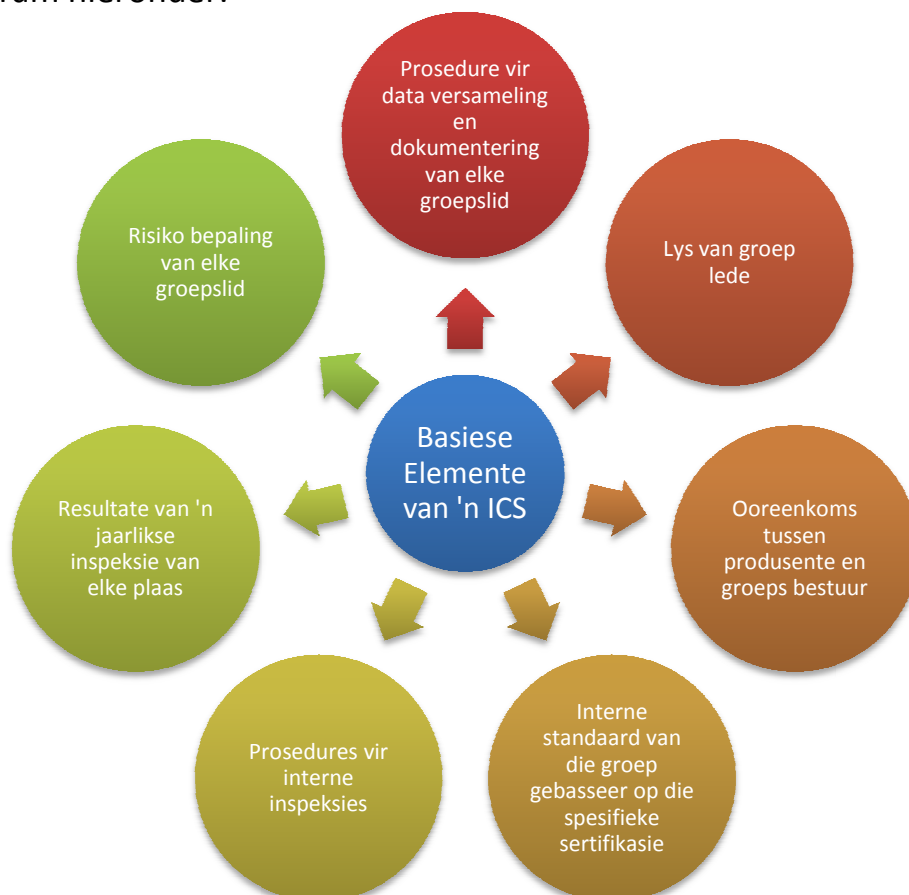 hieronder:
Prosedure vir
data versameling
en
dokumentering
van elke
groepslid
Lys van groep
lede
Ooreenkoms
tussen
produsente en
groeps bestuur
Interne
standaard van
die groep
gebasseer op die
spesifieke
sertifikasie
Prosedures vir
interne
inspeksies
Resultate van 'n
jaarlikse
inspeksie van
elke plaas
Risiko bepaling
van elke
groepslid
Basiese
Elemente
van 'n ICS